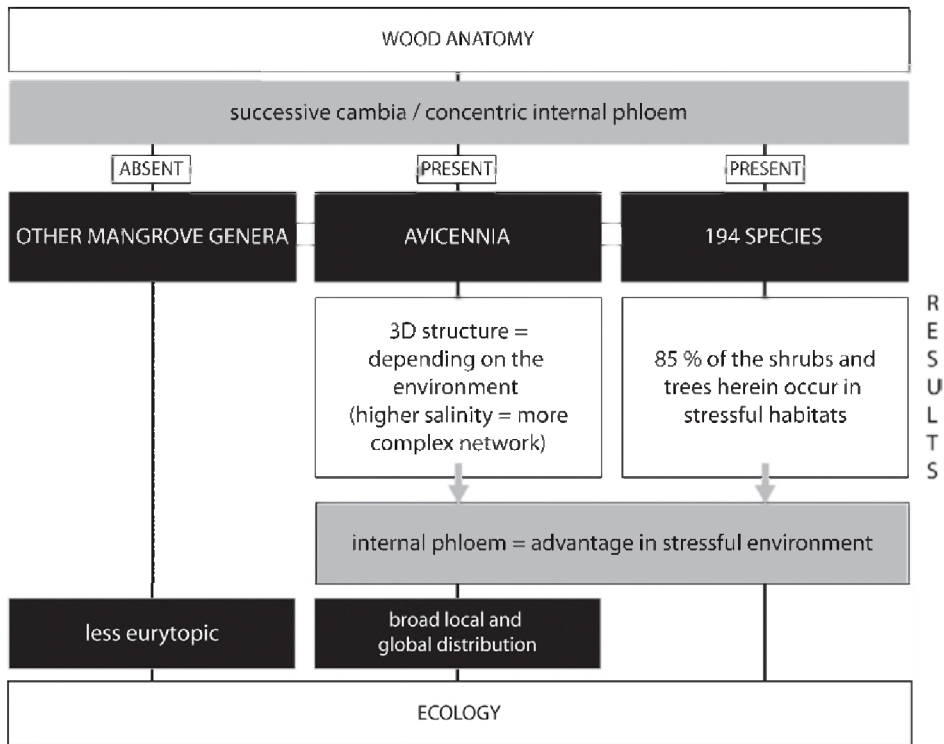 WOOD ANATOMY
successive cambia / concentric internal phloem
ABSENT
PRESENT
PRESENT
OTHER MANGROVE GENERA
AVICENNIA
194 SPECIES
3D structure =
depending on the
environment
(higher salinity = more
complex network)
85 % of the shrubs and
trees herein occur in
stressful habitats
RESULTS
internal phloem = advantage in stressful environment
less eurytopic
broad local and
global distribution
ECOLOGY